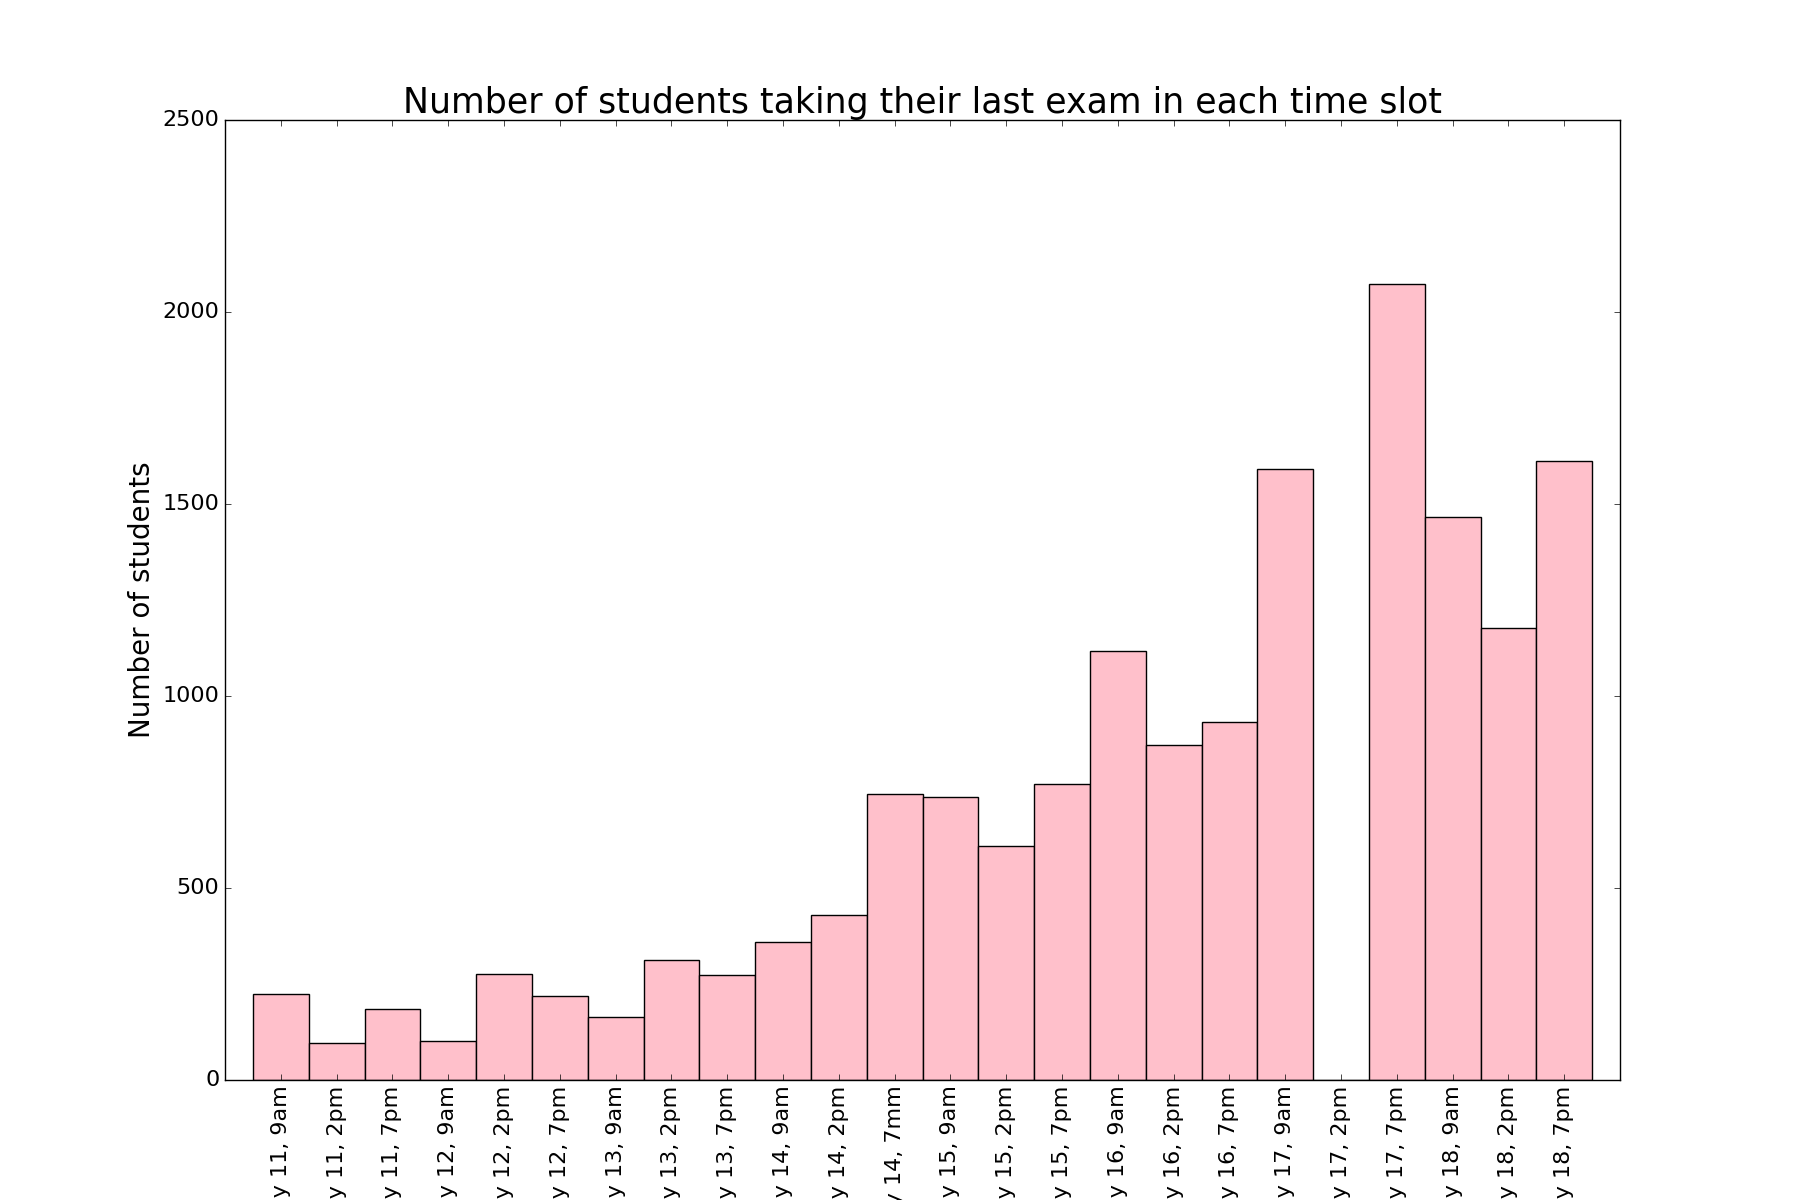 Number of students taking their last exam in each time slot
Number of students
2500
2000
1500
1000
500
0
y 11, 9am
y 11, 2pm
y 11, 7pm
y 12, 9am
y 12, 2pm
y 12, 7pm
y 13, 9am
y 13, 2pm
y 13, 7pm
y 14, 9am
y 14, 2pm
y 14, 7mm
y 15, 9am
y 15, 2pm
y 15, 7pm
y 16, 9am
y 16, 2pm
y 16, 7pm
y 17, 9am
y 17, 2pm
y 17, 7pm
y 18, 9am
y 18, 2pm
y 18, 7pm